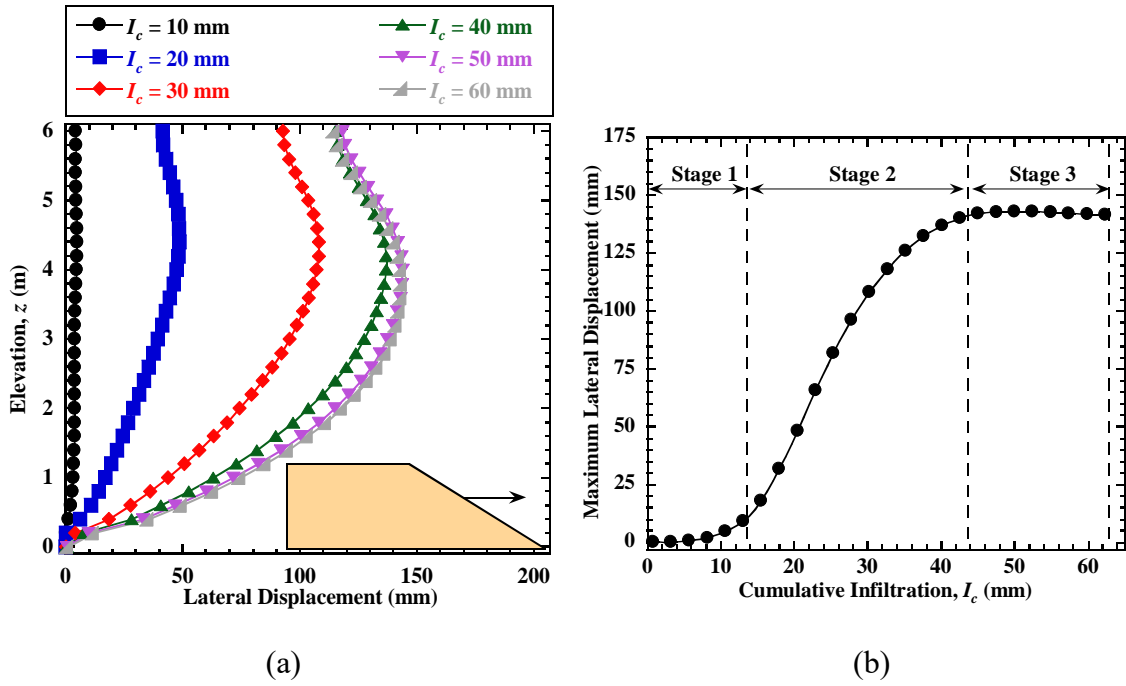 I_c = 10 mm
I_c = 20 mm
I_c = 30 mm
I_c = 40 mm
I_c = 50 mm
I_c = 60 mm
Elevation, z (m)
6
5
4
3
2
1
0
0 50 100 150 200
Lateral Displacement (mm)
(a)
Maximum Lateral Displacement (mm)
175
150
125
100
75
50
25
0
Stage 1 Stage 2 Stage 3
0 10 20 30 40 50 60
Cumulative Infiltration, I_c (mm)
(b)